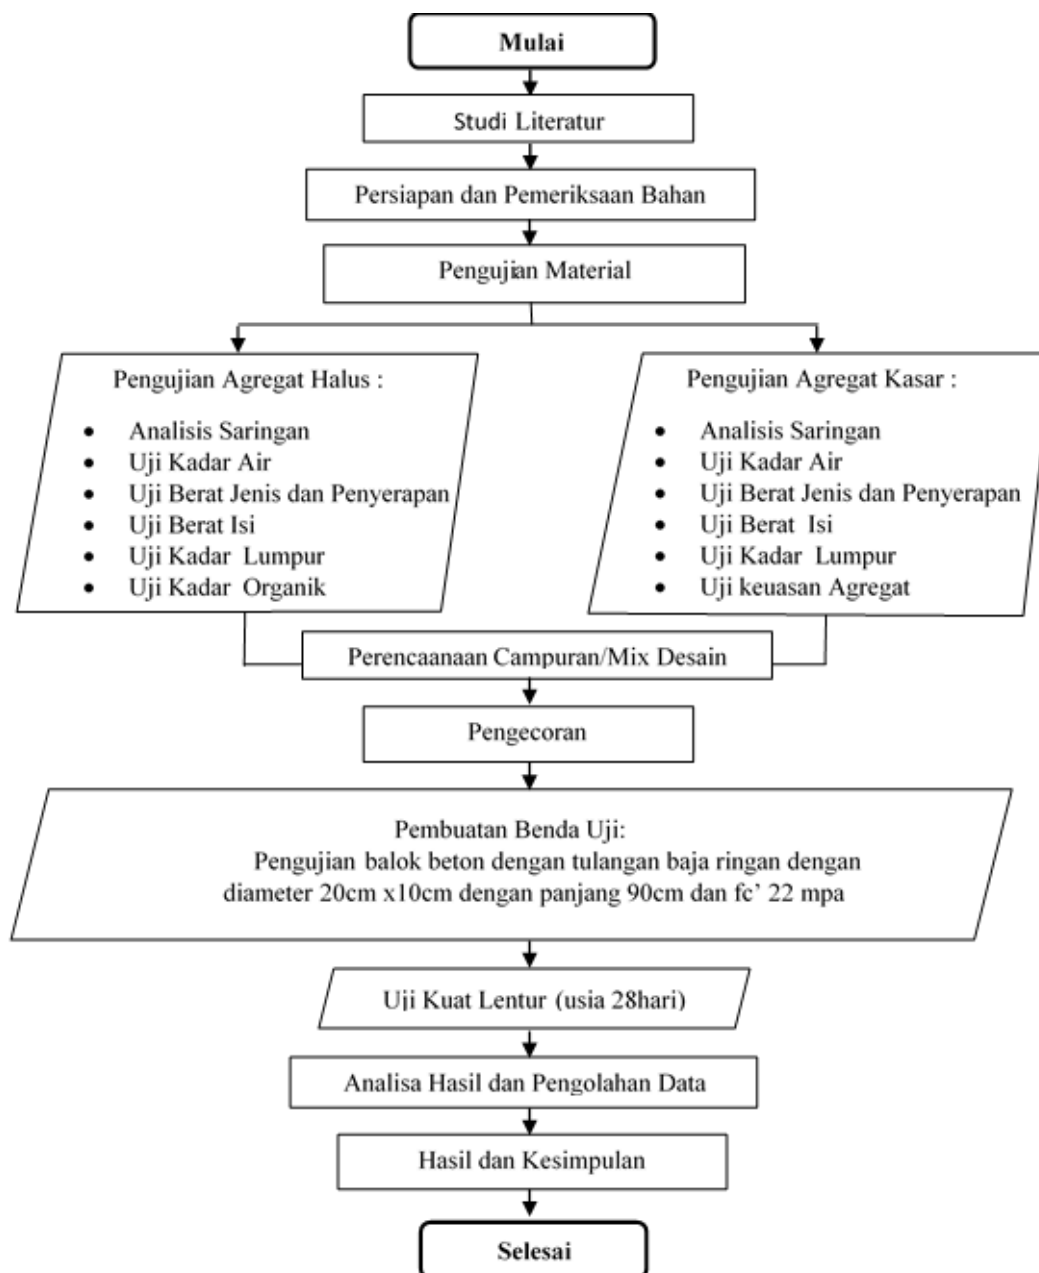 Mulai
Studi Literatur
Persiapan dan Pemeriksaan Bahan
Pengujian Material
Pengujian Agregat Halus :
• Analisis Saringan
• Uji Kadar Air
• Uji Berat Jenis dan Penyerapan
• Uji Berat Isi
• Uji Kadar Lumpur
• Uji Kadar Organik
Pengujian Agregat Kasar :
• Analisis Saringan
• Uji Kadar Air
• Uji Berat Jenis dan Penyerapan
• Uji Berat Isi
• Uji Kadar Lumpur
• Uji keuasan Agregat
Perencaanaan Campuran/Mix Desain
Pengecoran
Pembuatan Benda Uji:
Pengujian balok beton dengan tulangan baja ringan dengan
diameter 20cm x10cm dengan panjang 90cm dan fc’ 22 mpa
Uji Kuat Lentur (usia 28hari)
Analisa Hasil dan Pengolahan Data
Hasil dan Kesimpulan
Selesai